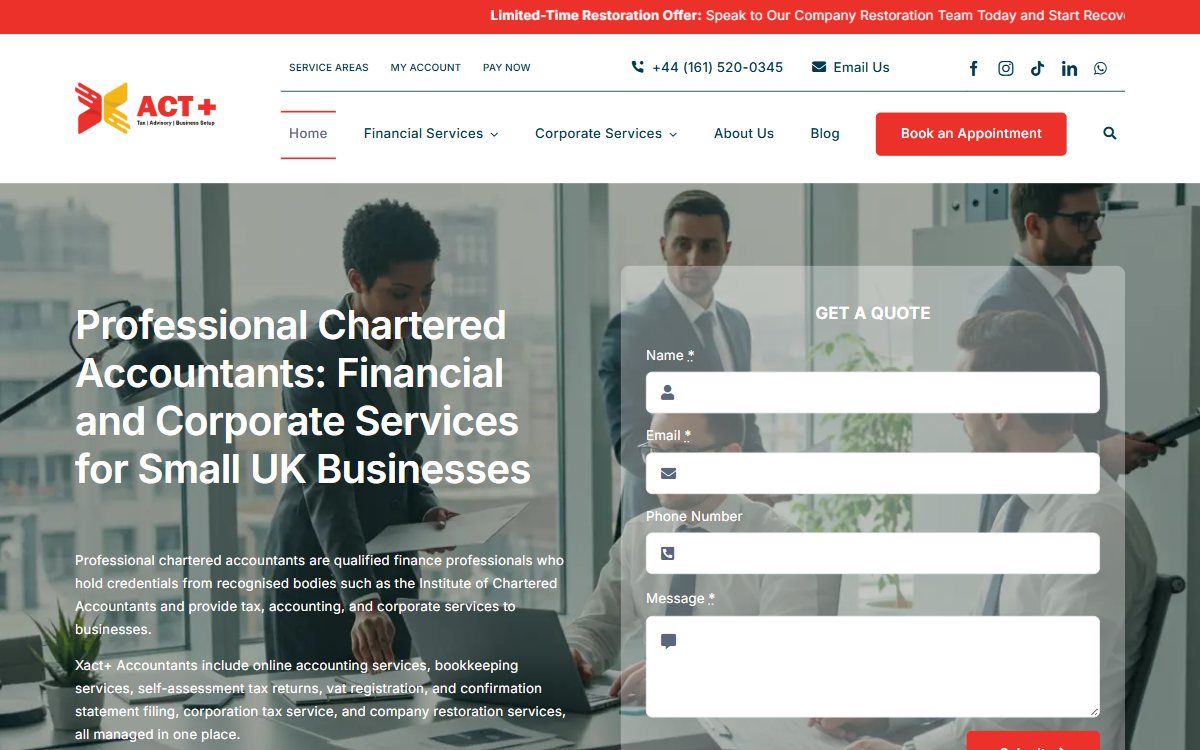 Limited-Time Restoration Offer: Speak to Our Company Restoration Team Today and Start
SERVICE AREAS MY ACCOUNT PAY NOW +44 (161) 520-0345 Email Us
ACT+
Tax | Advisory | Business Setup
Home Financial Services Corporate Services About Us Blog Book an Appointment
Professional Chartered
Accountants: Financial
and Corporate Services
for Small UK Businesses
Professional chartered accountants are qualified finance professionals who
hold credentials from recognised bodies such as the Institute of Chartered
Accountants and provide tax, accounting, and corporate services to
businesses.
Xact+ Accountants include online accounting services, bookkeeping
services, self-assessment tax returns, vat registration, and confirmation
statement filing, corporation tax service, and company restoration services,
all managed in one place.
GET A QUOTE
Name *
Email *
Phone Number
Message *